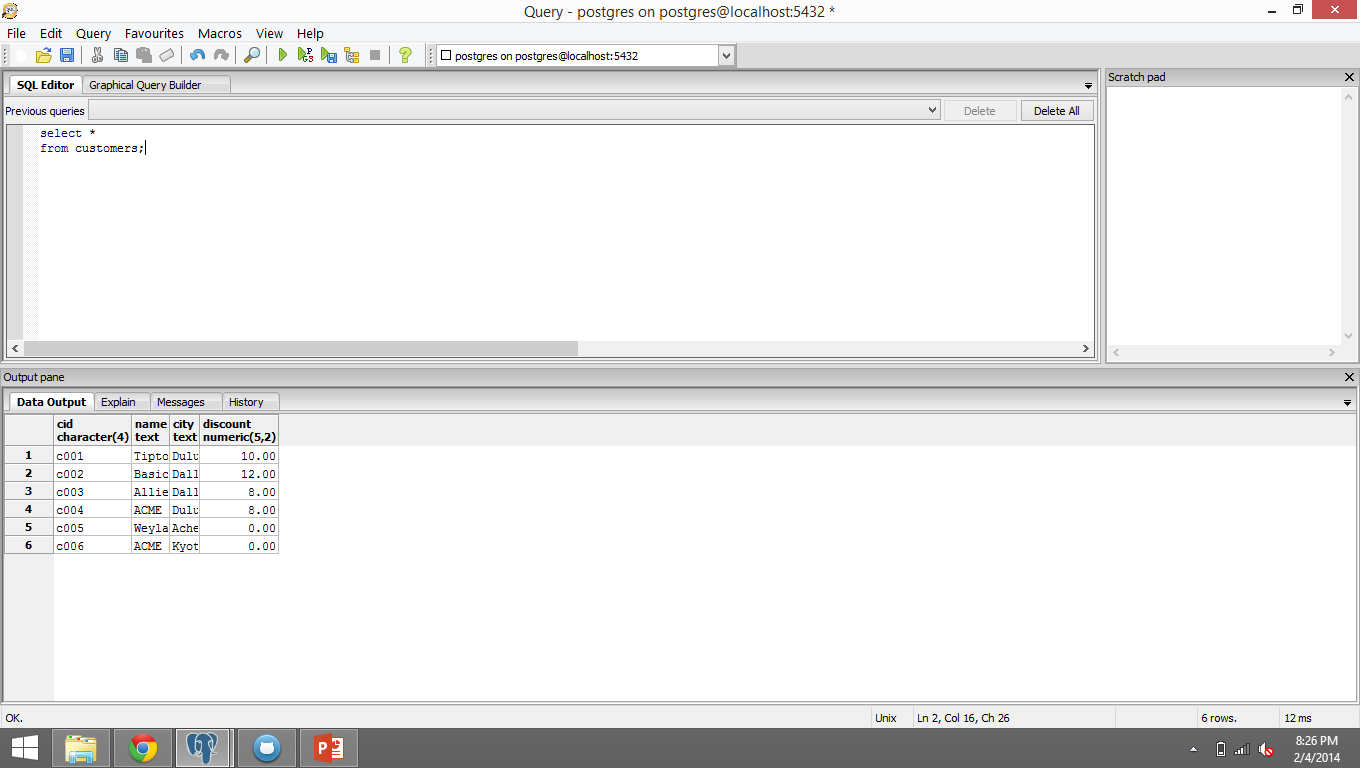 Query - postgres on postgres@localhost:5432 *
File Edit Query Favourites Macros View Help
postgres on postgres@localhost:5432
SQL Editor Graphical Query Builder
Previous queries Delete Delete All
select *
from customers;
Scratch pad
Output pane
Data Output Explain Messages History
cid name city discount
character(4) text text numeric(5,2)
1 c001 Tipto Dulu 10.00
2 c002 Basic Dall 12.00
3 c003 Allie Dall 8.00
4 c004 ACME Dulu 8.00
5 c005 Weyla Ache 0.00
6 c006 ACME Kyot 0.00
OK. Unix Ln 2, Col 16, Ch 26 6 rows. 12 ms
8:26 PM
2/4/2014